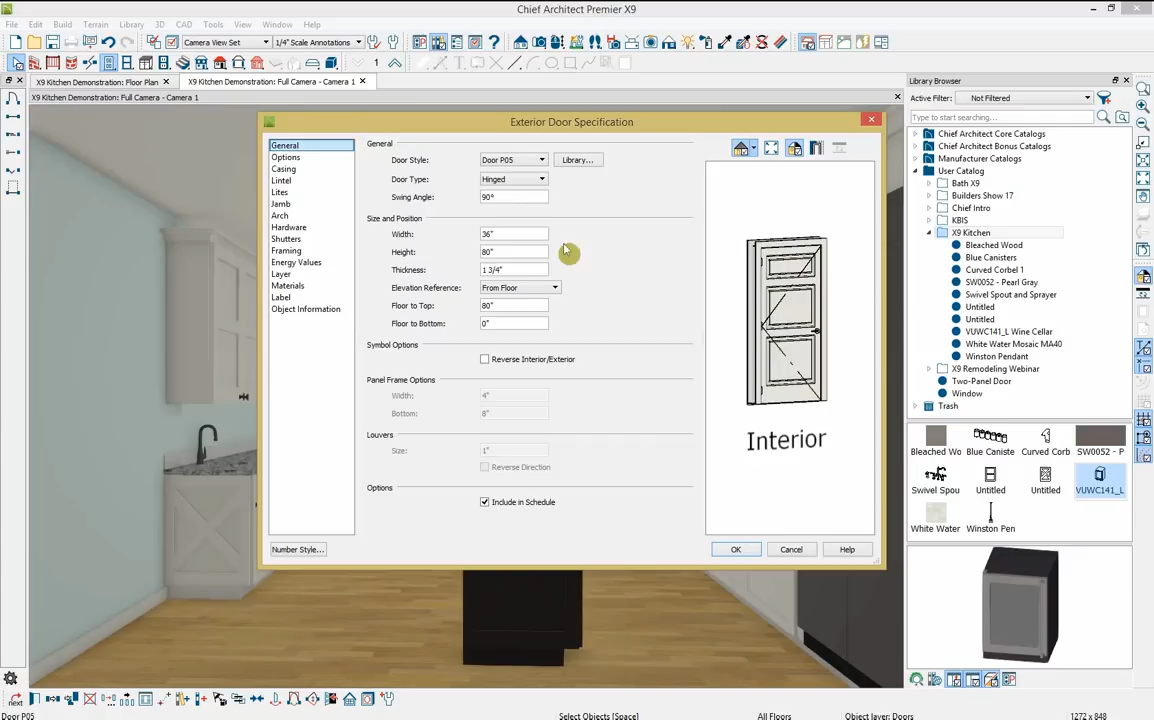 Chief Architect Premier X9
File Edit Build Terrain Library 3D CAD Tools View Window Help
Camera View Set 1/4" Scale Annotations
X9 Kitchen Demonstration: Floor Plan X9 Kitchen Demonstration: Full Camera - Camera 1
X9 Kitchen Demonstration: Full Camera - Camera 1
Exterior Door Specification
General
Options
Casing
Lintel
Lites
Jamb
Arch
Hardware
Shutters
Framing
Energy Values
Layer
Materials
Label
Object Information
Number Style...
General
Door Style: Door P05 Library...
Door Type: Hinged
Swing Angle: 90°
Size and Position
Width: 36"
Height: 80"
Thickness: 1 3/4"
Elevation Reference: From Floor
Floor to Top: 80"
Floor to Bottom: 0"
Symbol Options
Reverse Interior/Exterior
Panel Frame Options
Width: 4"
Bottom: 8"
Louvers
Size: 1"
Reverse Direction
Options
Include in Schedule
Interior
OK Cancel Help
Library Browser
Active Filter: Not Filtered
Type to start searching...
Chief Architect Core Catalogs
Chief Architect Bonus Catalogs
Manufacturer Catalogs
User Catalog
Bath X9
Builders Show 17
Chief Intro
KBIS
X9 Kitchen
Bleached Wood
Blue Canisters
Curved Corbel 1
SW0052 - Pearl Gray
Swivel Spout and Sprayer
Untitled
Untitled
VUWC141_L Wine Cellar
White Water Mosaic MA40
Winston Pendant
X9 Remodeling Webinar
Two-Panel Door
Window
Trash
Bleached Wo Blue Caniste Curved Corb SW0052 - P
Swivel Spou Untitled Untitled VUWC141_L
White Water Winston Pen
next
Door P05 Select Objects [Space] All Floors Object layer: Doors 1272 x 848